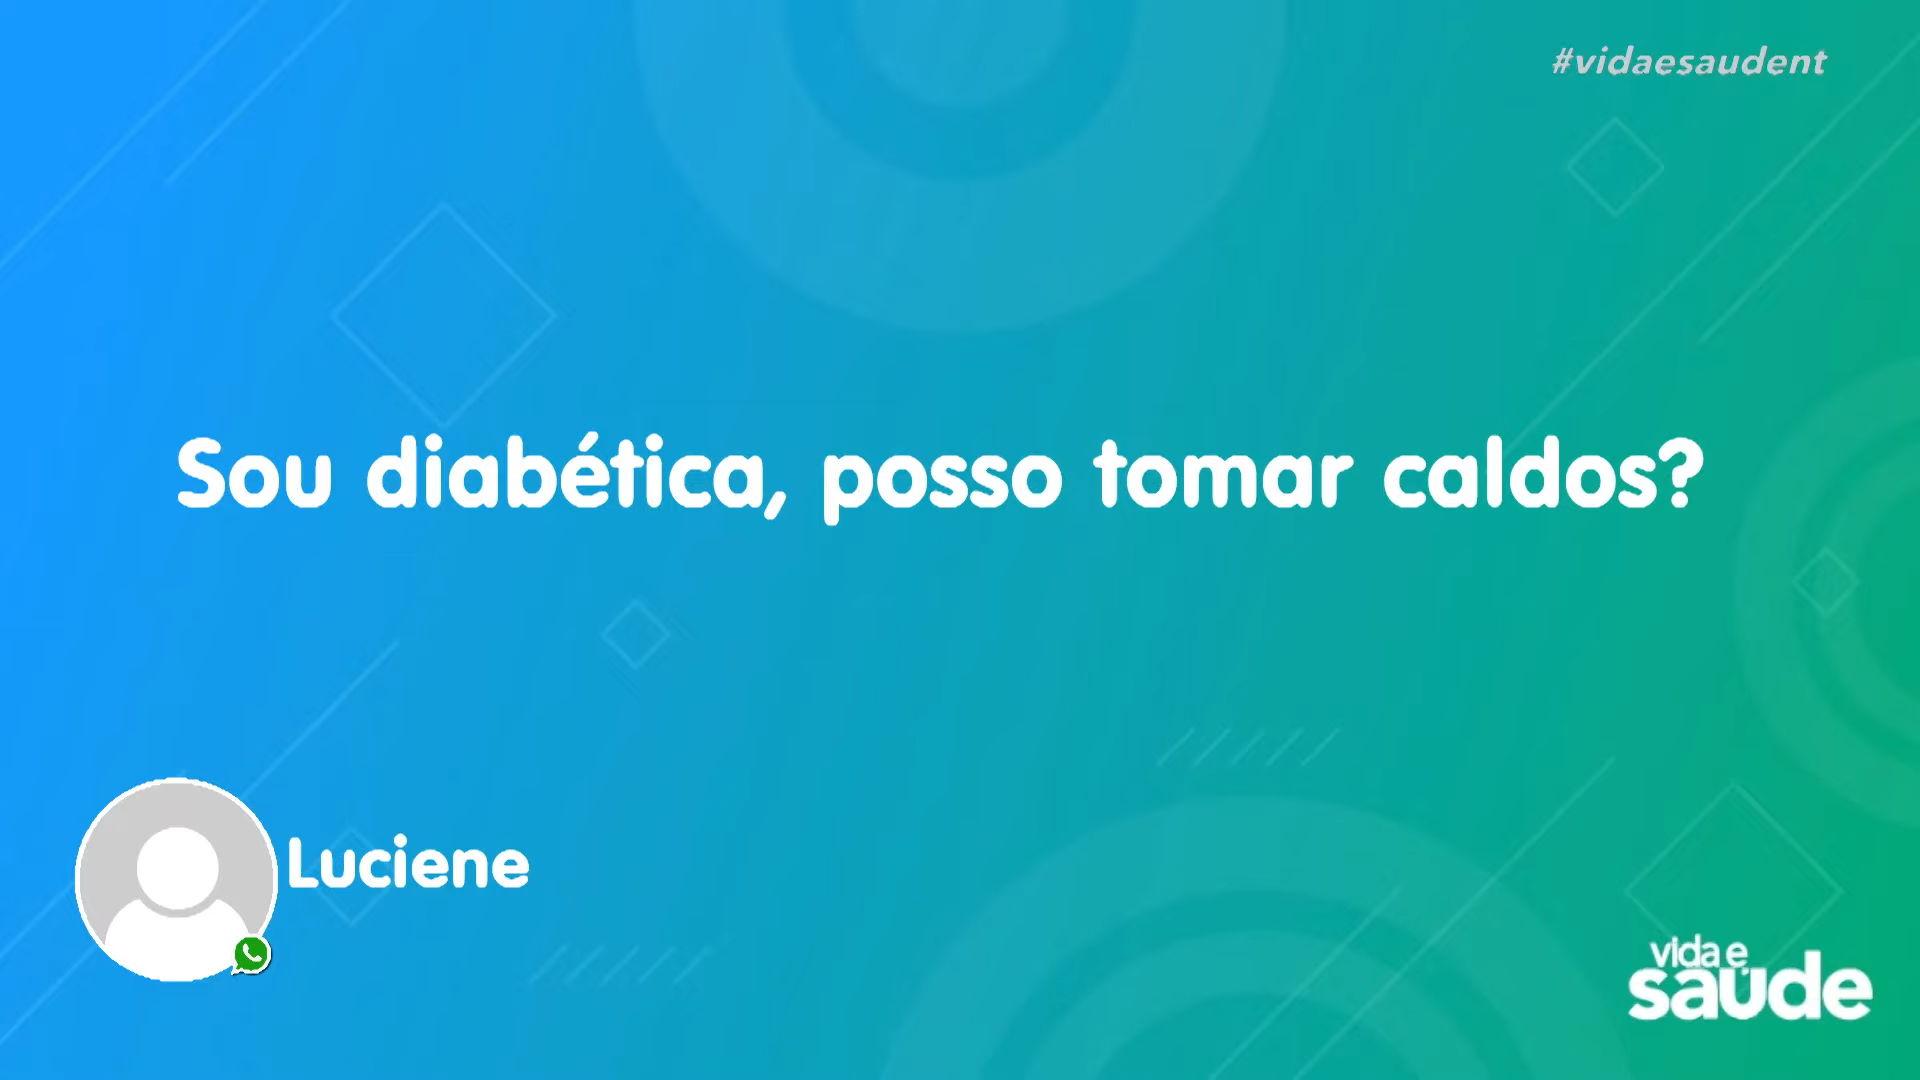 #vidaesaudent
Sou diabética, posso tomar caldos?
Luciene
vida e
saúde